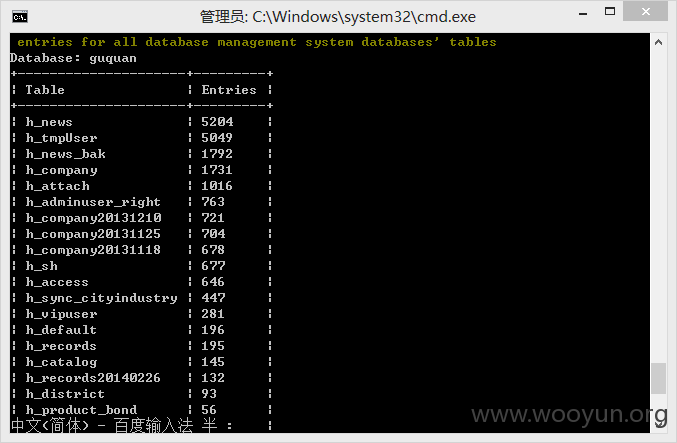 管理员: C:\Windows\system32\cmd.exe
entries for all database management system databases' tables
Database: guquan
+----------------------+---------+
| Table | Entries |
+----------------------+---------+
| h_news | 5204 |
| h_tmpUser | 5049 |
| h_news_bak | 1792 |
| h_company | 1731 |
| h_attach | 1016 |
| h_adminuser_right | 763 |
| h_company20131210 | 721 |
| h_company20131125 | 704 |
| h_company20131118 | 678 |
| h_sh | 677 |
| h_access | 646 |
| h_sync_cityindustry | 447 |
| h_vipuser | 281 |
| h_default | 196 |
| h_records | 195 |
| h_catalog | 145 |
| h_records20140226 | 132 |
| h_district | 93 |
| h_product_bond | 56 |
中文(简体) - 百度输入法 半 : |
www.wooyun.org